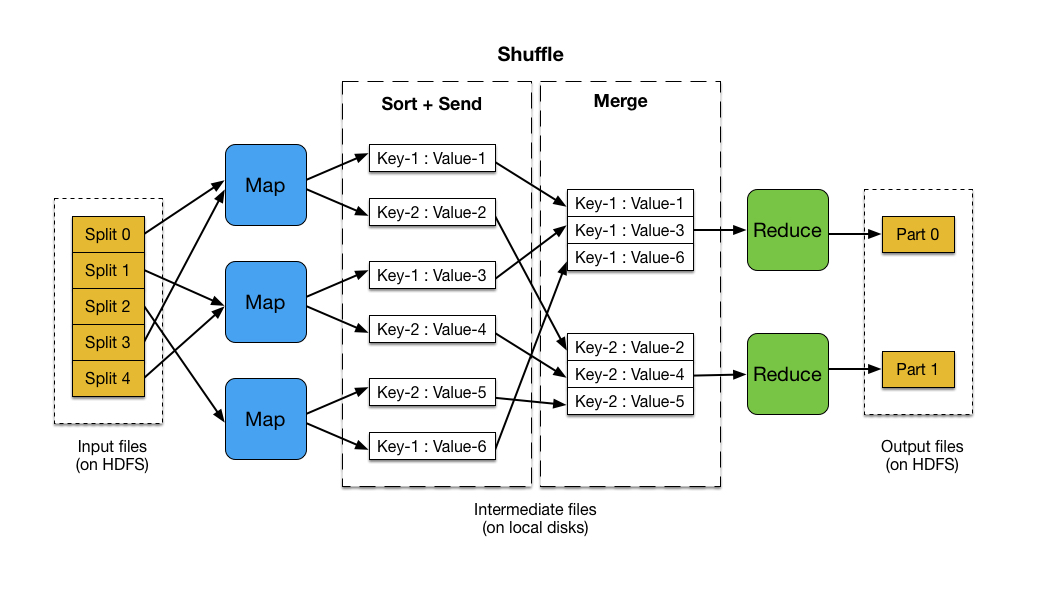 Shuffle
Sort + Send
Merge
Split 0
Split 1
Split 2
Split 3
Split 4
Input files
(on HDFS)
Map
Map
Map
Key-1 : Value-1
Key-2 : Value-2
Key-1 : Value-3
Key-2 : Value-4
Key-2 : Value-5
Key-1 : Value-6
Key-1 : Value-1
Key-1 : Value-3
Key-1 : Value-6
Key-2 : Value-2
Key-2 : Value-4
Key-2 : Value-5
Intermediate files
(on local disks)
Reduce
Reduce
Part 0
Part 1
Output files
(on HDFS)